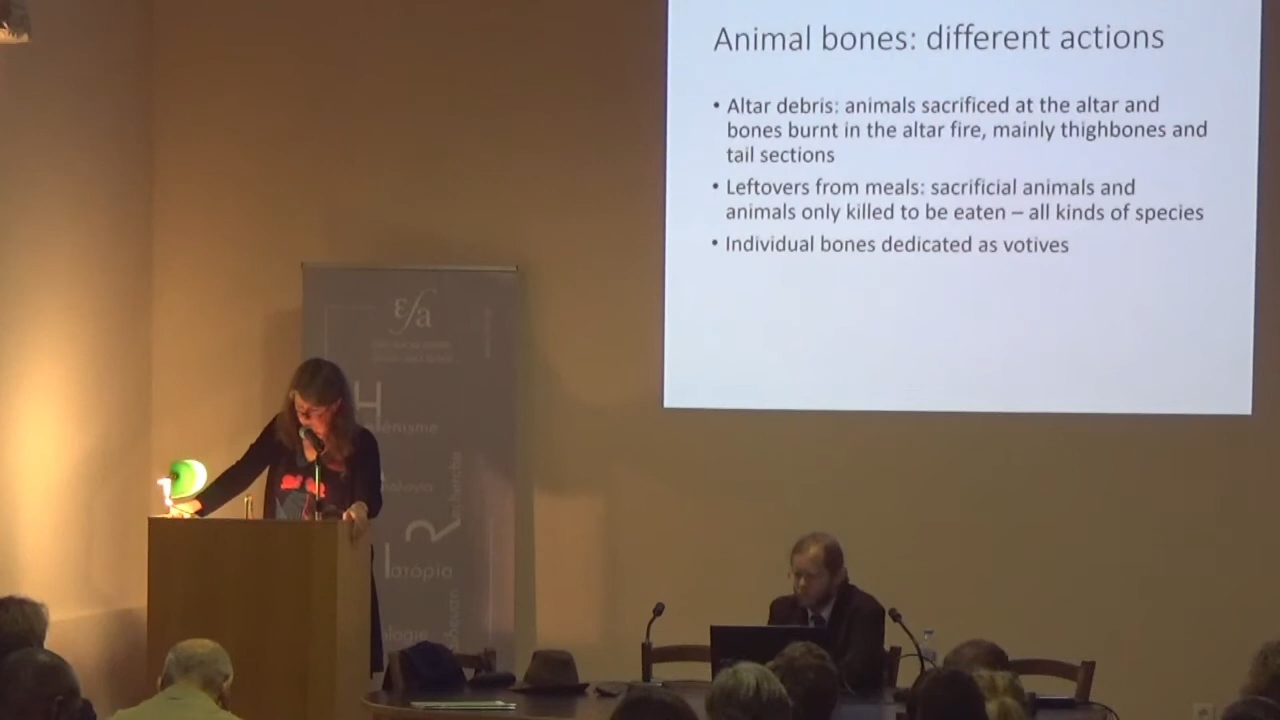 Animal bones: different actions
• Altar debris: animals sacrificed at the altar and
bones burnt in the altar fire, mainly thighbones and
tail sections
• Leftovers from meals: sacrificial animals and
animals only killed to be eaten – all kinds of species
• Individual bones dedicated as votives
εfa
H
Ιστορία